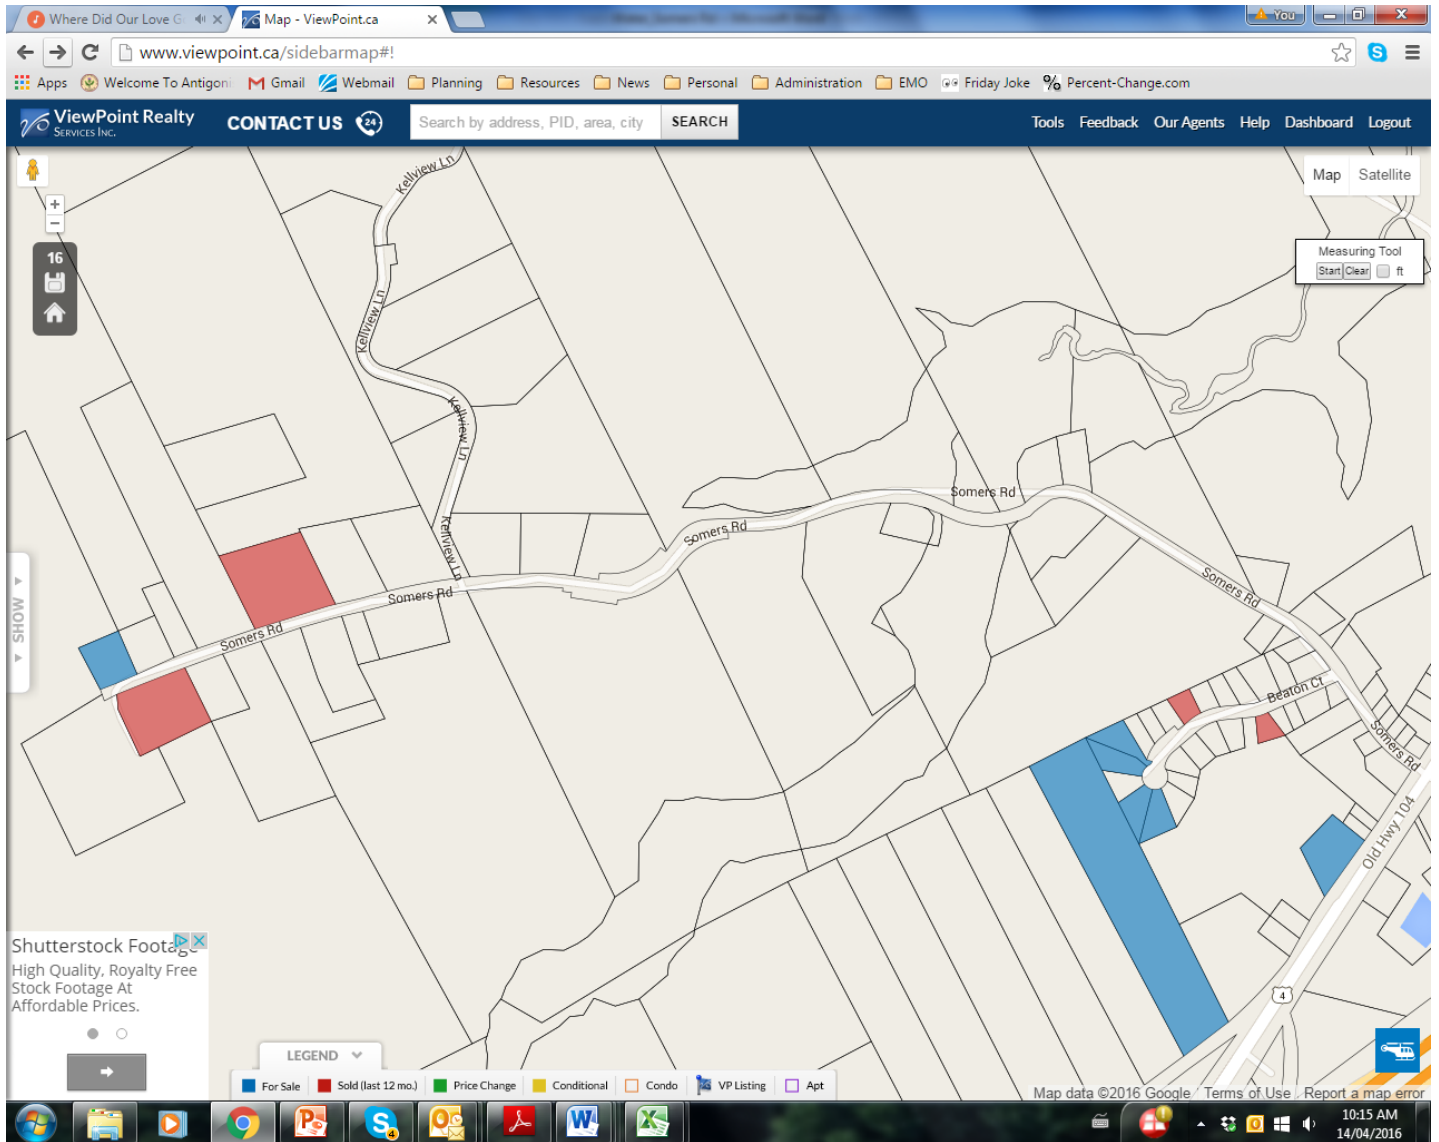 Where Did Our Love G
Map - ViewPoint.ca
You
www.viewpoint.ca/sidebarmap#!
Apps Welcome To Antigoni Gmail Webmail Planning Resources News Personal Administration EMO Friday Joke Percent-Change.com
ViewPoint Realty
SERVICES INC.
CONTACT US 24
Search by address, PID, area, city SEARCH
Tools Feedback Our Agents Help Dashboard Logout
Map Satellite
+
−
16
Measuring Tool
Start Clear ft
Kellview Ln
Kellview Ln
Kellview Ln
Kellview Ln
Somers Rd
Somers Rd
Somers Rd
Somers Rd
Somers Rd
Somers Rd
Beaton Ct
Old Hwy 104
4
SHOW
Shutterstock Footage
High Quality, Royalty Free
Stock Footage At
Affordable Prices.
LEGEND
For Sale Sold (last 12 mo.) Price Change Conditional Condo VP Listing Apt
Map data ©2016 Google Terms of Use Report a map error
10:15 AM
14/04/2016